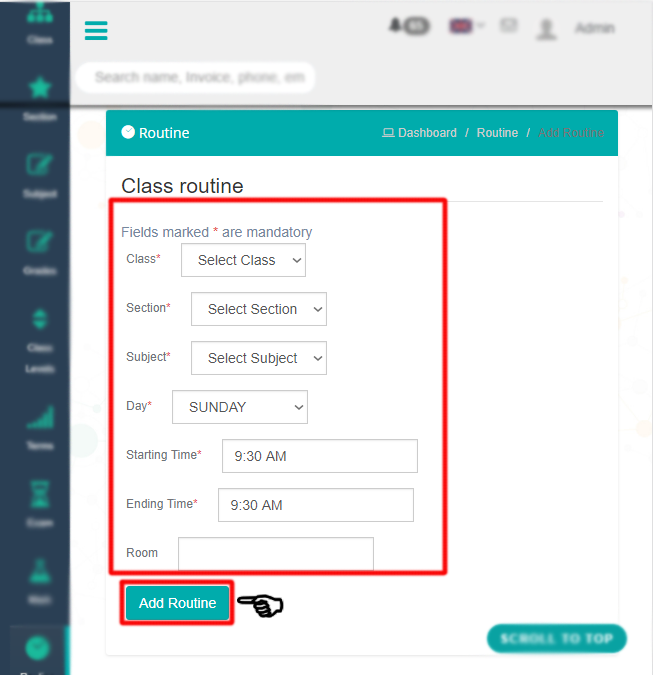 Class
Admin
Search name, Invoice, phone, em
Section
Routine
Dashboard / Routine / Add Routine
Subject
Class routine
Fields marked * are mandatory
Class* Select Class
Grades
Section* Select Section
Class
Levels
Subject* Select Subject
Day* SUNDAY
Terms
Starting Time* 9:30 AM
Ending Time* 9:30 AM
Exam
Room
Add Routine
SCROLL TO TOP